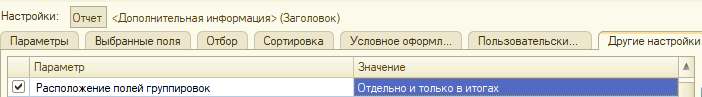 Настройки: Отчет <Дополнительная информация> (Заголовок)
Параметры Выбранные поля Отбор Сортировка Условное оформл... Пользовательски... Другие настройки
Параметр Значение
Расположение полей группировок Отдельно и только в итогах